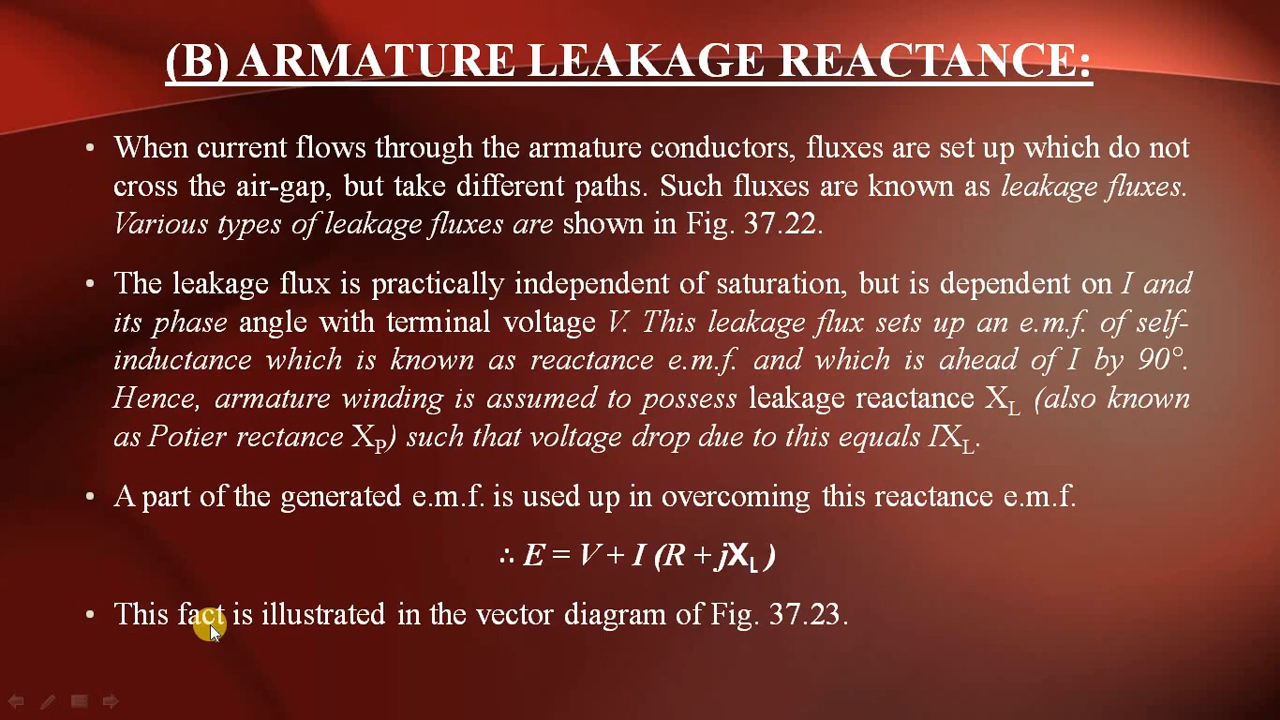 (B) ARMATURE LEAKAGE REACTANCE:
• When current flows through the armature conductors, fluxes are set up which do not
cross the air-gap, but take different paths. Such fluxes are known as leakage fluxes.
Various types of leakage fluxes are shown in Fig. 37.22.
• The leakage flux is practically independent of saturation, but is dependent on I and
its phase angle with terminal voltage V. This leakage flux sets up an e.m.f. of self-
inductance which is known as reactance e.m.f. and which is ahead of I by 90°.
Hence, armature winding is assumed to possess leakage reactance X_L (also known
as Potier rectance X_P) such that voltage drop due to this equals IX_L.
• A part of the generated e.m.f. is used up in overcoming this reactance e.m.f.
∴ E = V + I (R + jX_L )
• This fact is illustrated in the vector diagram of Fig. 37.23.